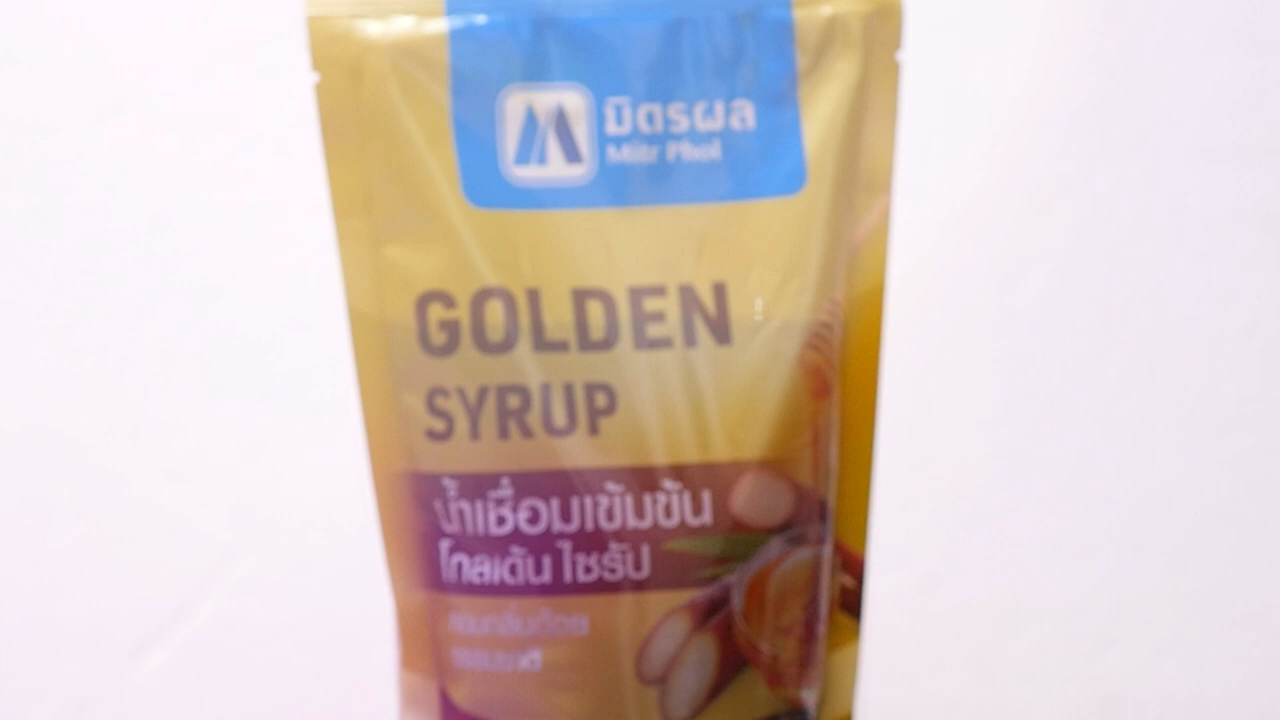 มิตรผล
Mitr Phol
GOLDEN
SYRUP
น้ำเชื่อมเข้มข้น
โกลเด้น ไซรัป